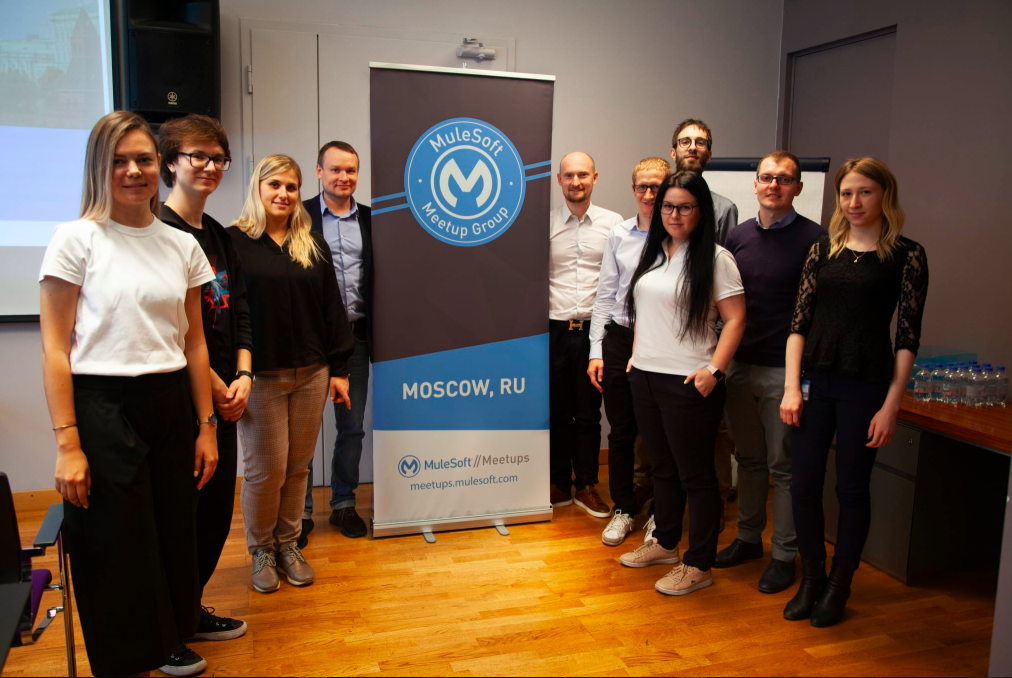 MuleSoft
Meetup Group
MOSCOW, RU
MuleSoft //Meetups
meetups.mulesoft.com